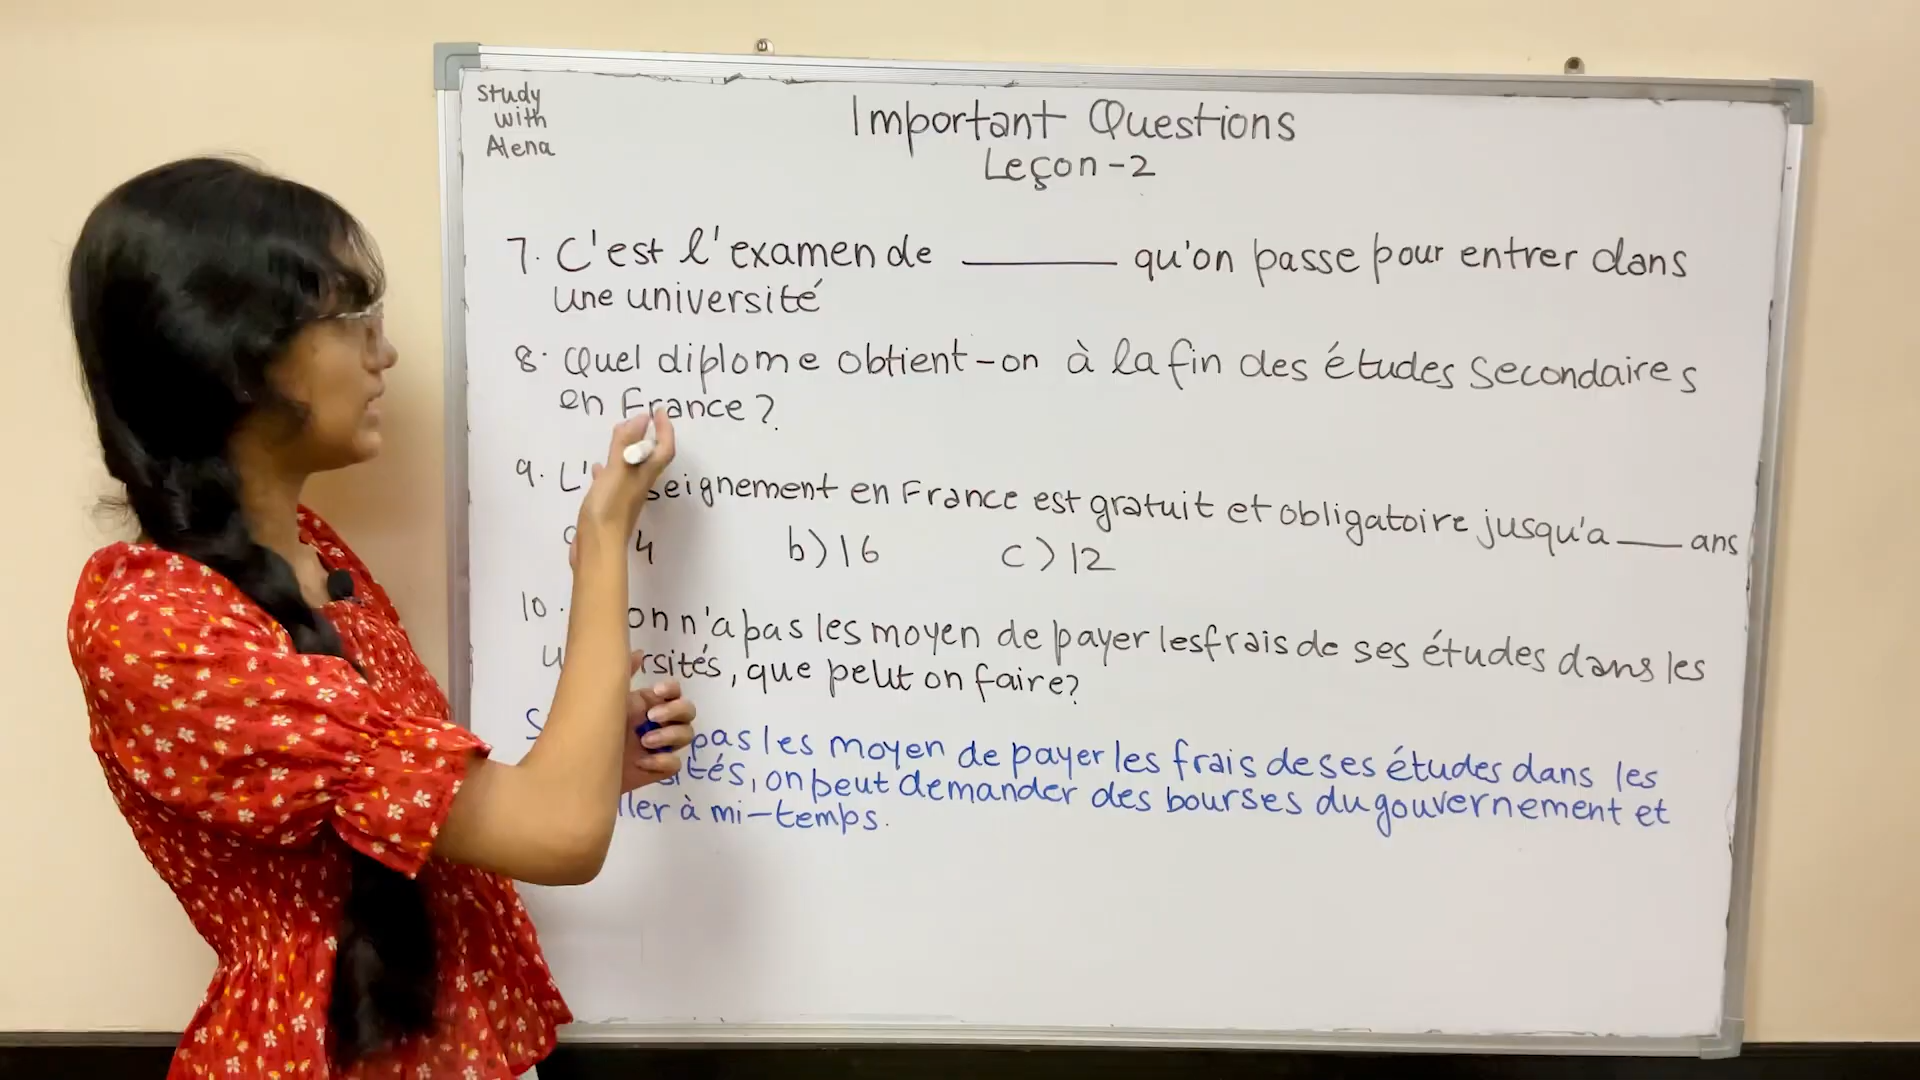 Study
with
Alena
Important Questions
Leçon-2
7. C'est l'examen de ______ qu'on passe pour entrer dans
une université
8. Quel diplome obtient-on à la fin des études secondaires
en France?
9. L' seignement en France est gratuit et obligatoire jusqu'a ___ ans
4 b) 16 c) 12
10. on n'a pas les moyen de payer les frais de ses études dans les
rsités, que peut on faire?
pas les moyen de payer les frais de ses études dans les
ités, on peut demander des bourses du gouvernement et
ller à mi-temps.